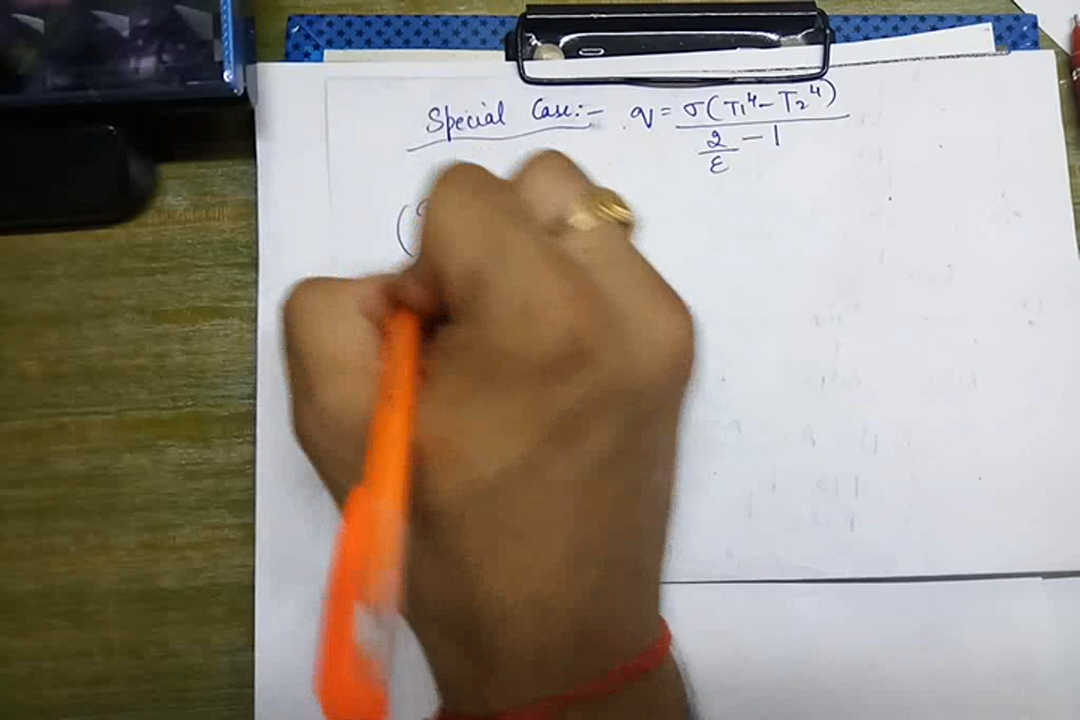 Special Case:- q = σ(T₁⁴ - T₂⁴) / (2/ε - 1)
(